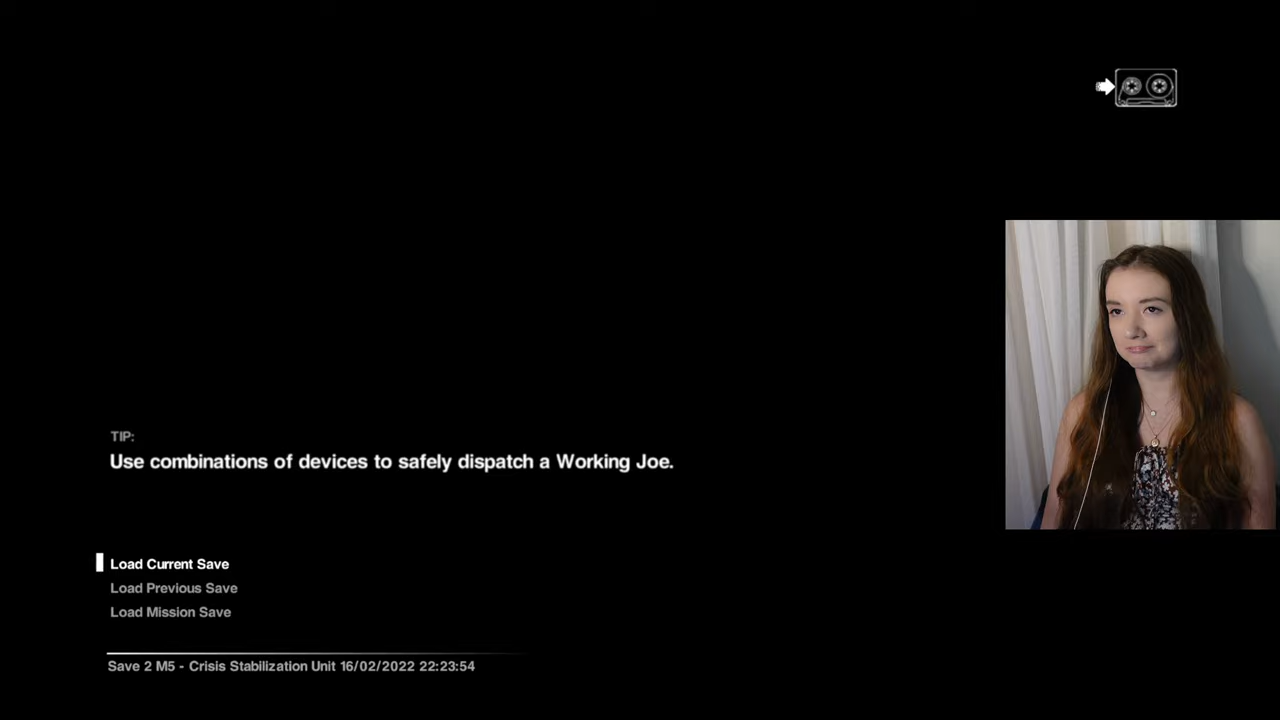 TIP:
Use combinations of devices to safely dispatch a Working Joe.
Load Current Save
Load Previous Save
Load Mission Save
Save 2 M5 - Crisis Stabilization Unit 16/02/2022 22:23:54